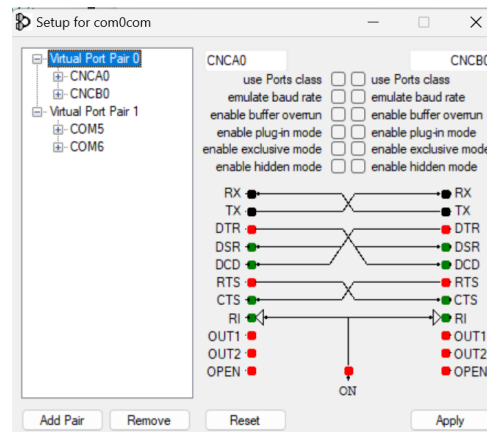 Setup for com0com
Virtual Port Pair 0
CNCA0
CNCB0
Virtual Port Pair 1
COM5
COM6
CNCA0 CNCB0
use Ports class use Ports class
emulate baud rate emulate baud rate
enable buffer overrun enable buffer overrun
enable plug-in mode enable plug-in mode
enable exclusive mode enable exclusive mode
enable hidden mode enable hidden mode
RX RX
TX TX
DTR DTR
DSR DSR
DCD DCD
RTS RTS
CTS CTS
RI RI
OUT1 OUT1
OUT2 OUT2
OPEN OPEN
ON
Add Pair Remove Reset Apply